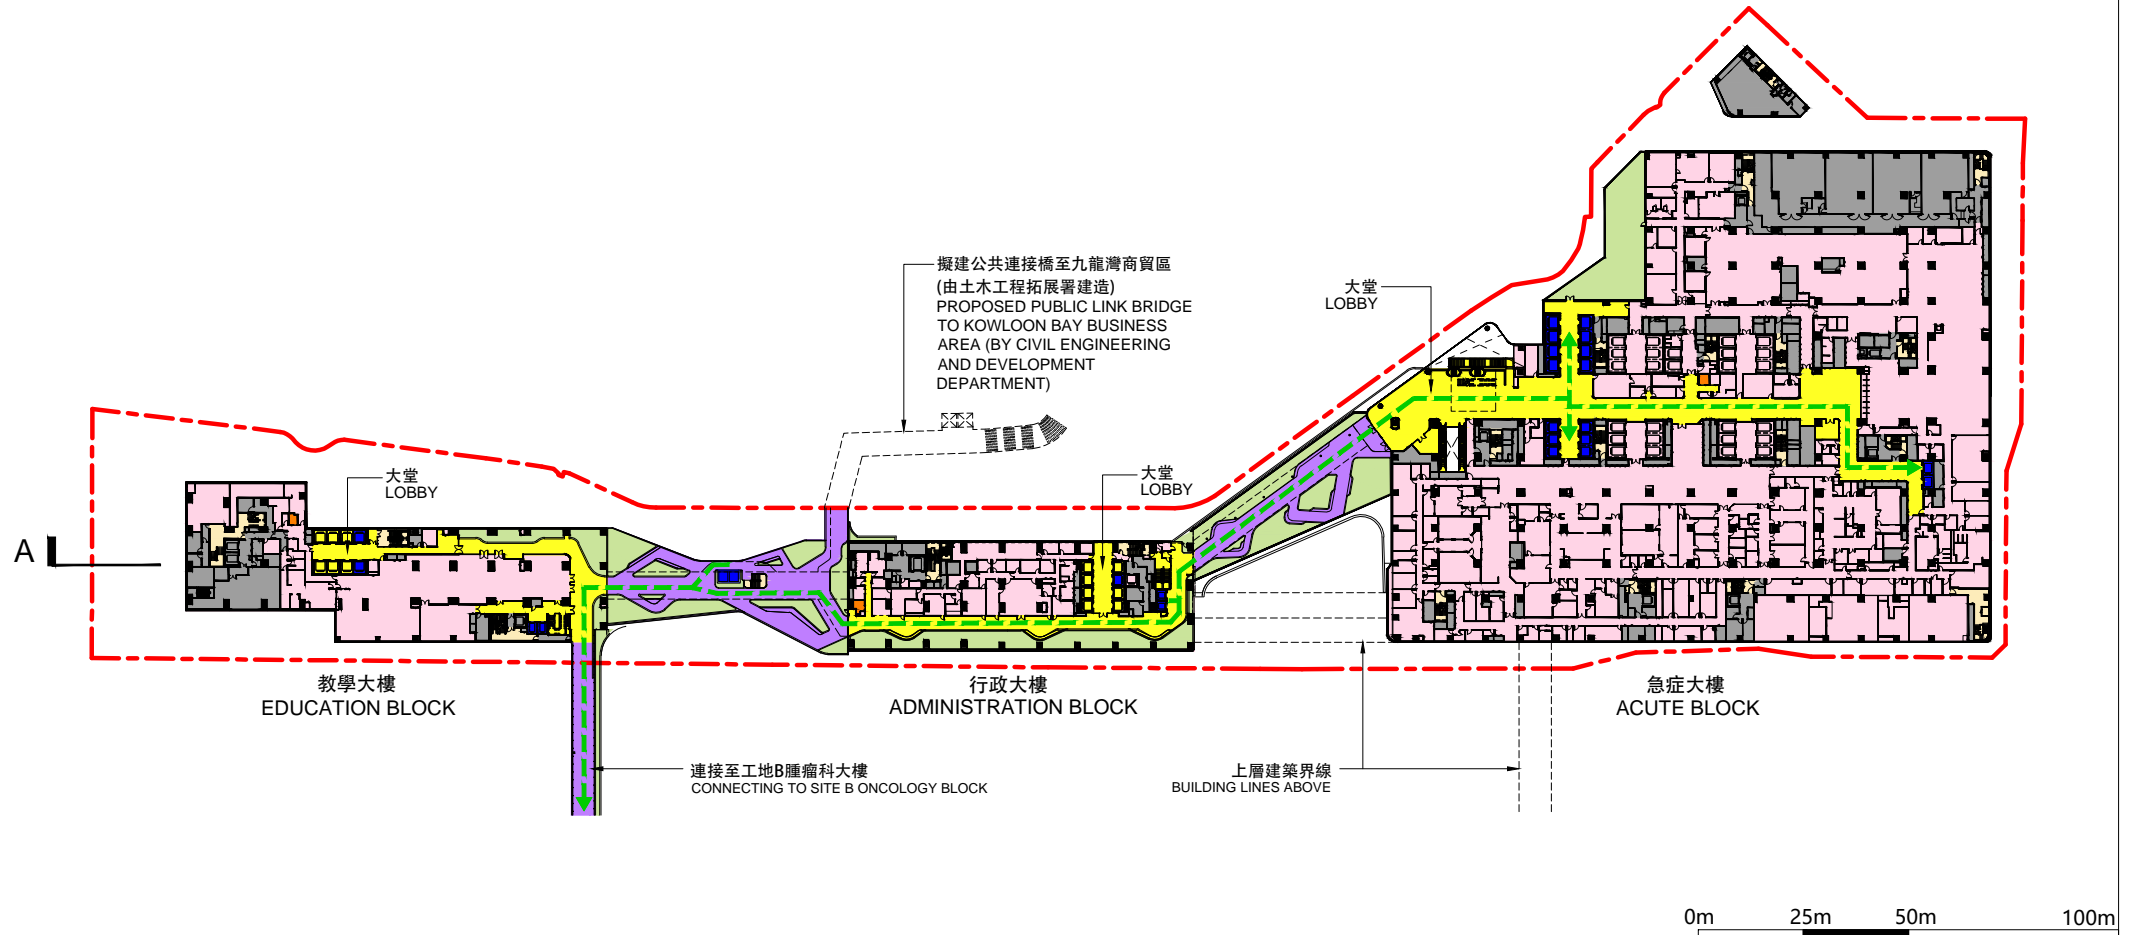 擬建公共連接橋至九龍灣商貿區
(由土木工程拓展署建造)
PROPOSED PUBLIC LINK BRIDGE
TO KOWLOON BAY BUSINESS
AREA (BY CIVIL ENGINEERING
AND DEVELOPMENT
DEPARTMENT)
大堂
LOBBY
大堂
LOBBY
大堂
LOBBY
A
教學大樓
EDUCATION BLOCK
行政大樓
ADMINISTRATION BLOCK
急症大樓
ACUTE BLOCK
連接至工地B腫瘤科大樓
CONNECTING TO SITE B ONCOLOGY BLOCK
上層建築界線
BUILDING LINES ABOVE
0m 25m 50m 100m